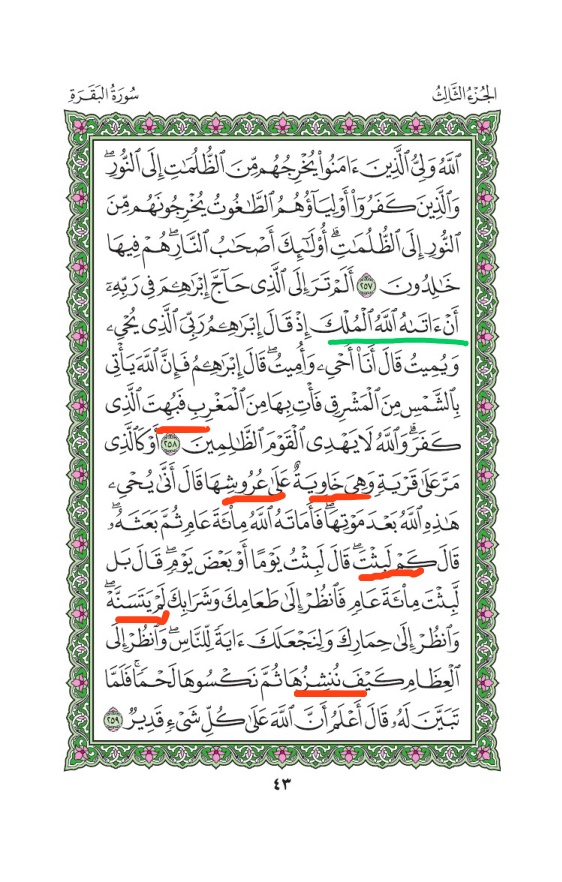 الجُزْءُ الثَّالِثُ
سُورَةُ البَقَرَةِ
ٱللَّهُ وَلِىُّ ٱلَّذِينَ ءَامَنُوا۟ يُخْرِجُهُم مِّنَ ٱلظُّلُمَـٰتِ إِلَى ٱلنُّورِۖ
وَٱلَّذِينَ كَفَرُوٓا۟ أَوْلِيَآؤُهُمُ ٱلطَّـٰغُوتُ يُخْرِجُونَهُم مِّنَ
ٱلنُّورِ إِلَى ٱلظُّلُمَـٰتِۗ أُو۟لَـٰٓئِكَ أَصْحَـٰبُ ٱلنَّارِۖ هُمْ فِيهَا
خَـٰلِدُونَ ٢٥٧ أَلَمْ تَرَ إِلَى ٱلَّذِى حَآجَّ إِبْرَٰهِـۧمَ فِى رَبِّهِۦٓ
أَنْ ءَاتَىٰهُ ٱللَّهُ ٱلْمُلْكَ إِذْ قَالَ إِبْرَٰهِـۧمُ رَبِّىَ ٱلَّذِى يُحْىِۦ
وَيُمِيتُ قَالَ أَنَا۠ أُحْىِۦ وَأُمِيتُۖ قَالَ إِبْرَٰهِـۧمُ فَإِنَّ ٱللَّهَ يَأْتِى
بِٱلشَّمْسِ مِنَ ٱلْمَشْرِقِ فَأْتِ بِهَا مِنَ ٱلْمَغْرِبِ فَبُهِتَ ٱلَّذِى
كَفَرَۗ وَٱللَّهُ لَا يَهْدِى ٱلْقَوْمَ ٱلظَّـٰلِمِينَ ٢٥٨ أَوْ كَٱلَّذِى
مَرَّ عَلَىٰ قَرْيَةٍ وَهِىَ خَاوِيَةٌ عَلَىٰ عُرُوشِهَا قَالَ أَنَّىٰ يُحْىِۦ
هَـٰذِهِ ٱللَّهُ بَعْدَ مَوْتِهَاۖ فَأَمَاتَهُ ٱللَّهُ مِا۟ئَةَ عَامٍ ثُمَّ بَعَثَهُۥۖ
قَالَ كَمْ لَبِثْتَۖ قَالَ لَبِثْتُ يَوْمًا أَوْ بَعْضَ يَوْمٍۖ قَالَ بَل
لَّبِثْتَ مِا۟ئَةَ عَامٍ فَٱنظُرْ إِلَىٰ طَعَامِكَ وَشَرَابِكَ لَمْ يَتَسَنَّهْۖ
وَٱنظُرْ إِلَىٰ حِمَارِكَ وَلِنَجْعَلَكَ ءَايَةً لِّلنَّاسِۖ وَٱنظُرْ إِلَى
ٱلْعِظَامِ كَيْفَ نُنشِزُهَا ثُمَّ نَكْسُوهَا لَحْمًاۚ فَلَمَّا
تَبَيَّنَ لَهُۥ قَالَ أَعْلَمُ أَنَّ ٱللَّهَ عَلَىٰ كُلِّ شَىْءٍ قَدِيرٌ ٢٥٩
٤٣